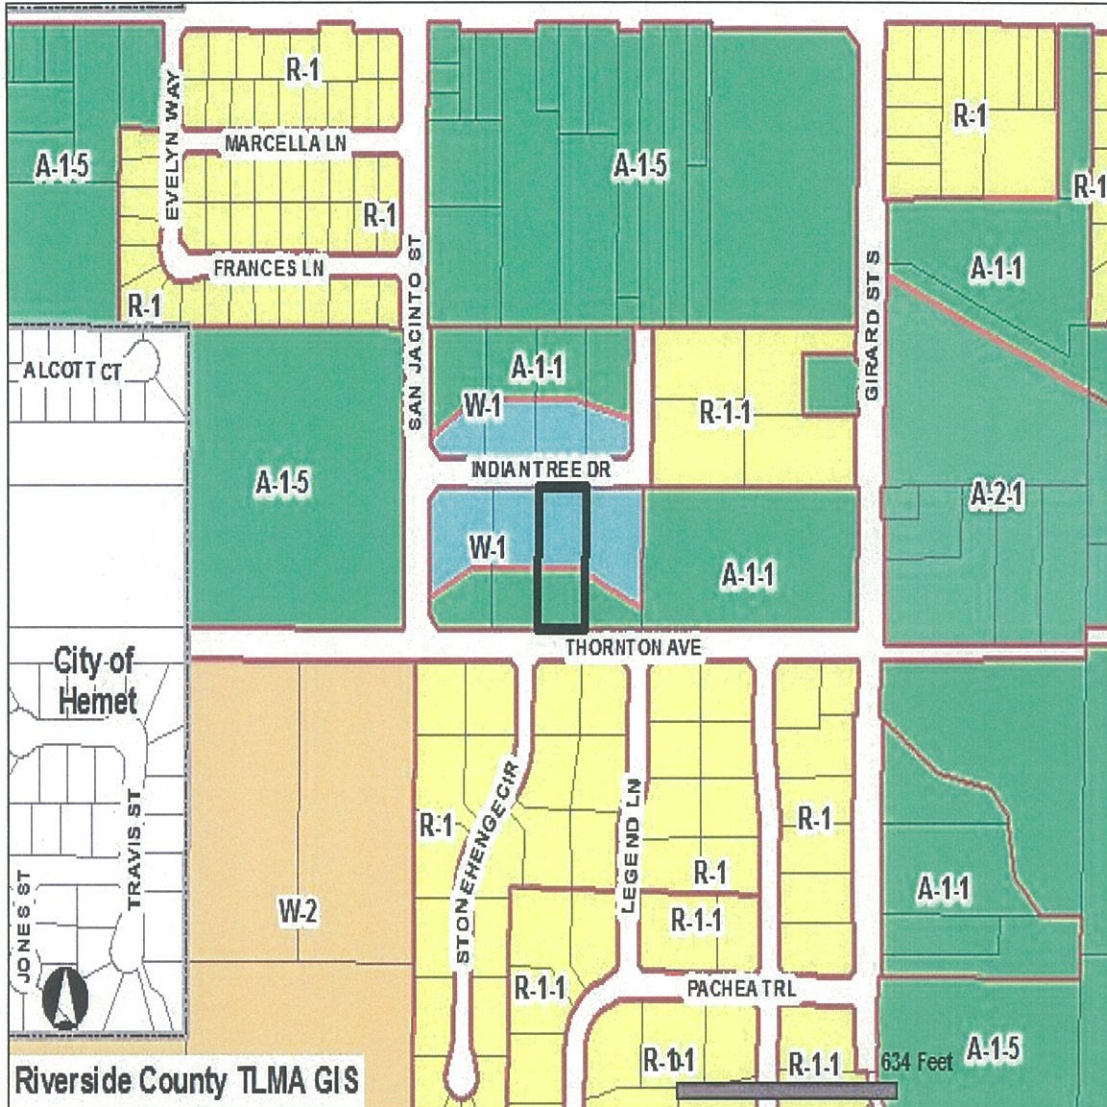 R-1
R-1
EVELYN WAY
MARCELLA LN
A-1-5
A-1-5
R-1
R-1
FRANCES LN
SAN JACINTO ST
GIRARD ST S
A-1-1
R-1
ALCOTT CT
A-1-1
W-1
R-1-1
INDIAN TREE DR
A-1-5
A-2-1
W-1
A-1-1
THORNTON AVE
City of
Hemet
STONEHENGE CIR
LEGEND LN
R-1
R-1
TRAVIS ST
JONES ST
R-1
A-1-1
W-2
R-1-1
R-1-1
PACHEA TRL
R-1-1
R-1-1
634 Feet
A-1-5
Riverside County TLMA GIS